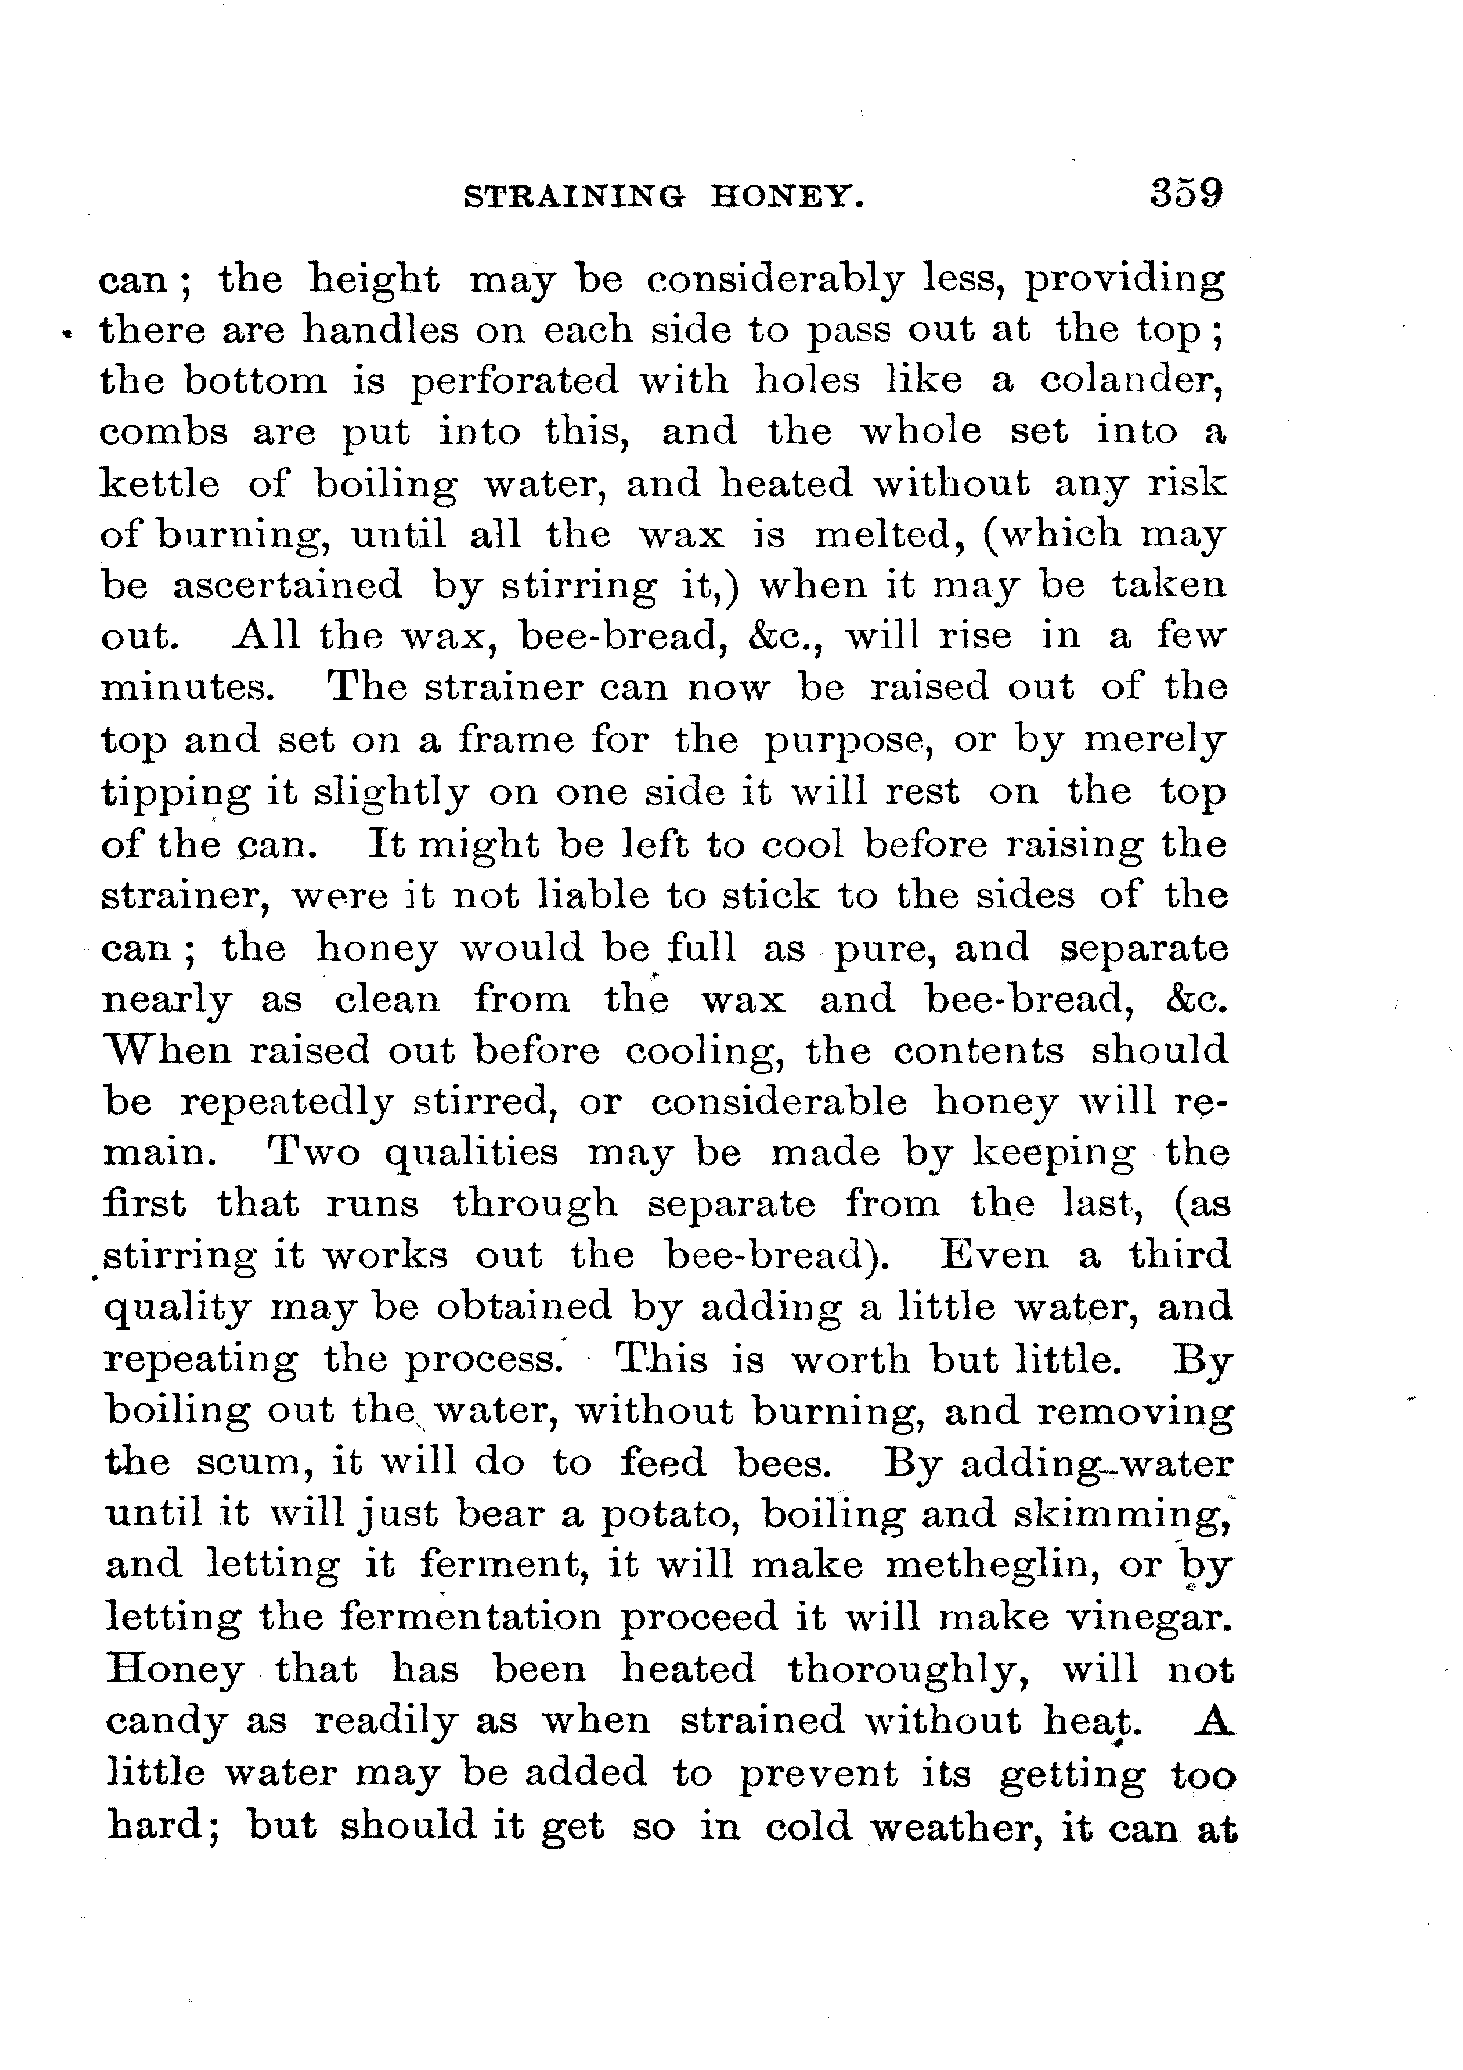 STRAINING HONEY. 359
can ; the height may be considerably less, providing
there are handles on each side to pass out at the top ;
the bottom is perforated with holes like a colander,
combs are put into this, and the whole set into a
kettle of boiling water, and heated without any risk
of burning, until all the wax is melted, (which may
be ascertained by stirring it,) when it may be taken
out. All the wax, bee-bread, &c., will rise in a few
minutes. The strainer can now be raised out of the
top and set on a frame for the purpose, or by merely
tipping it slightly on one side it will rest on the top
of the can. It might be left to cool before raising the
strainer, were it not liable to stick to the sides of the
can ; the honey would be full as pure, and separate
nearly as clean from the wax and bee-bread, &c.
When raised out before cooling, the contents should
be repeatedly stirred, or considerable honey will re-
main. Two qualities may be made by keeping the
first that runs through separate from the last, (as
stirring it works out the bee-bread). Even a third
quality may be obtained by adding a little water, and
repeating the process. This is worth but little. By
boiling out the water, without burning, and removing
the scum, it will do to feed bees. By adding water
until it will just bear a potato, boiling and skimming,
and letting it ferment, it will make metheglin, or by
letting the fermentation proceed it will make vinegar.
Honey that has been heated thoroughly, will not
candy as readily as when strained without heat. A
little water may be added to prevent its getting too
hard; but should it get so in cold weather, it can at